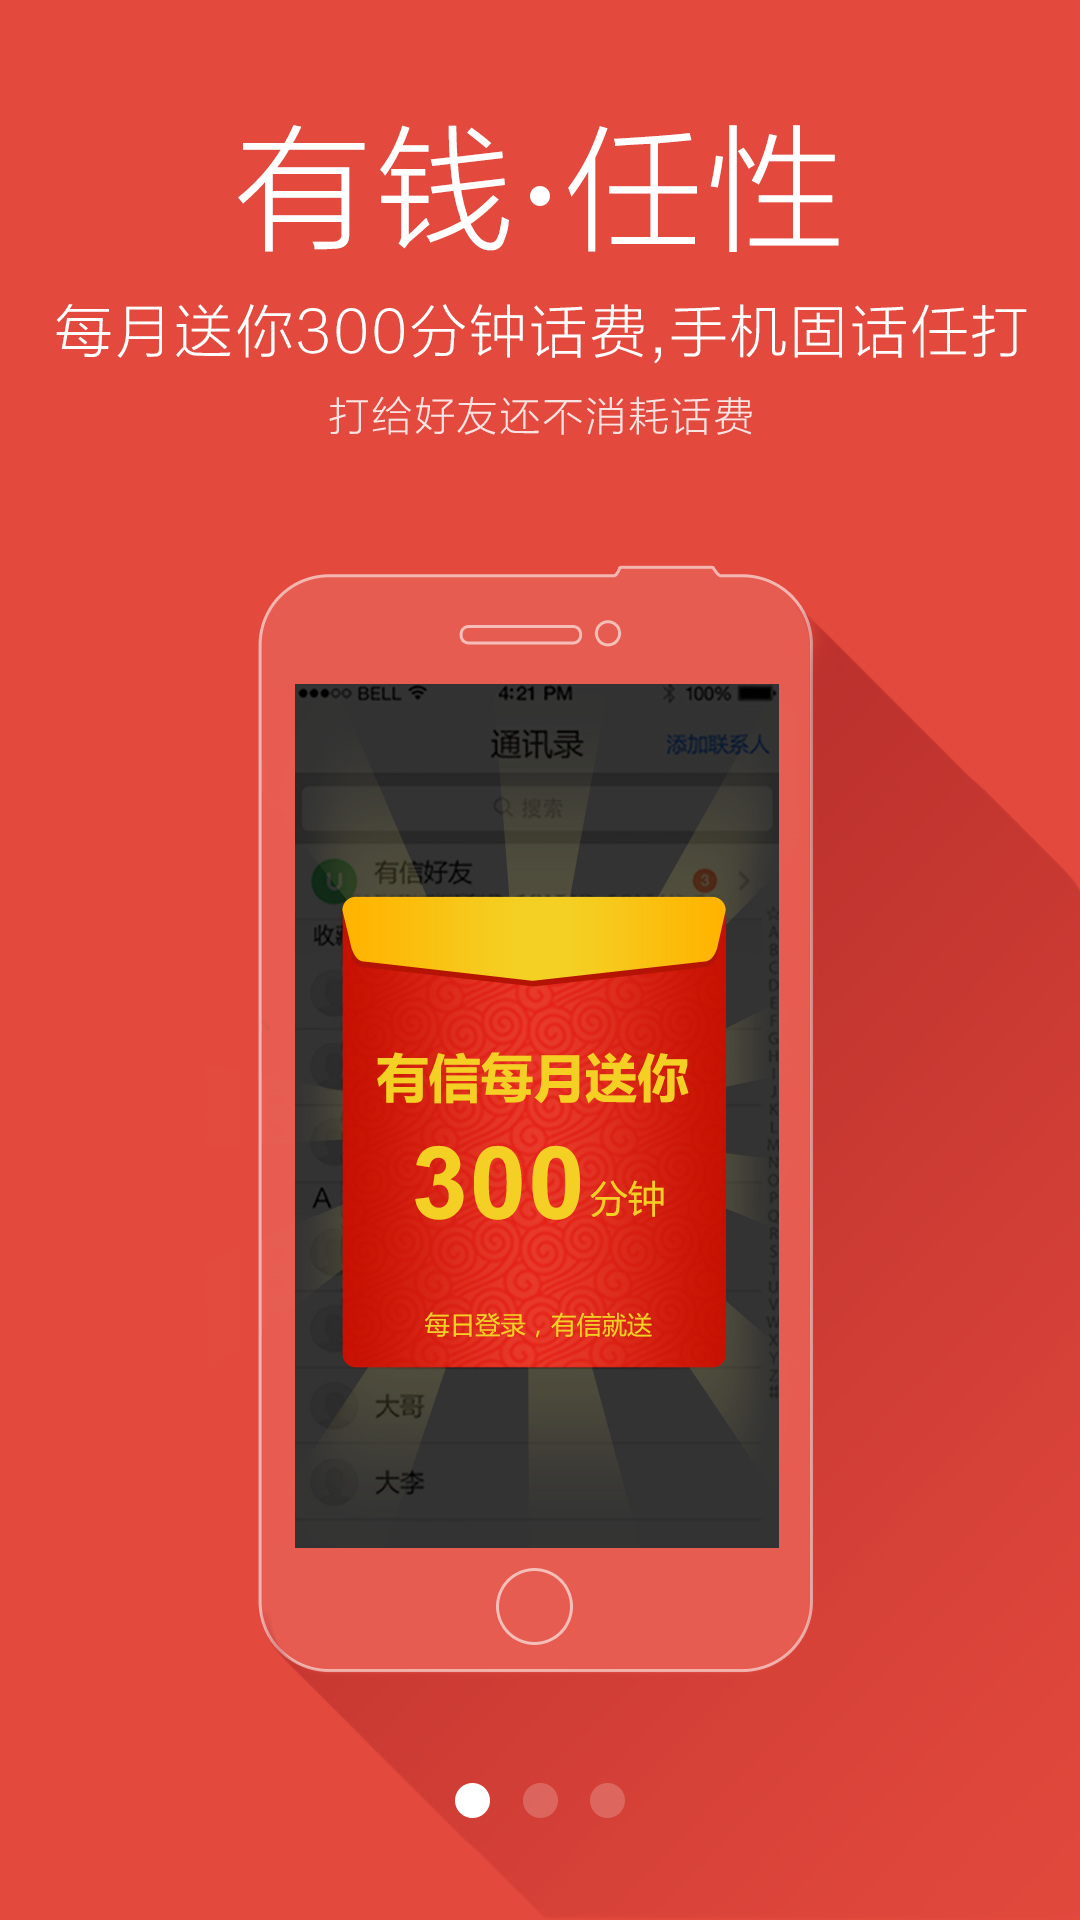 有钱·任性
每月送你300分钟话费,手机固话任打
打给好友还不消耗话费
BELL 4:21 PM 100%
通讯录 添加联系人
搜索
U 有信好友 3
收
有信每月送你
300分钟
每日登录，有信就送
A
大哥
大李
☆
A
B
C
D
E
F
G
H
I
J
K
L
M
N
O
P
Q
R
S
T
U
V
W
X
Y
Z
#